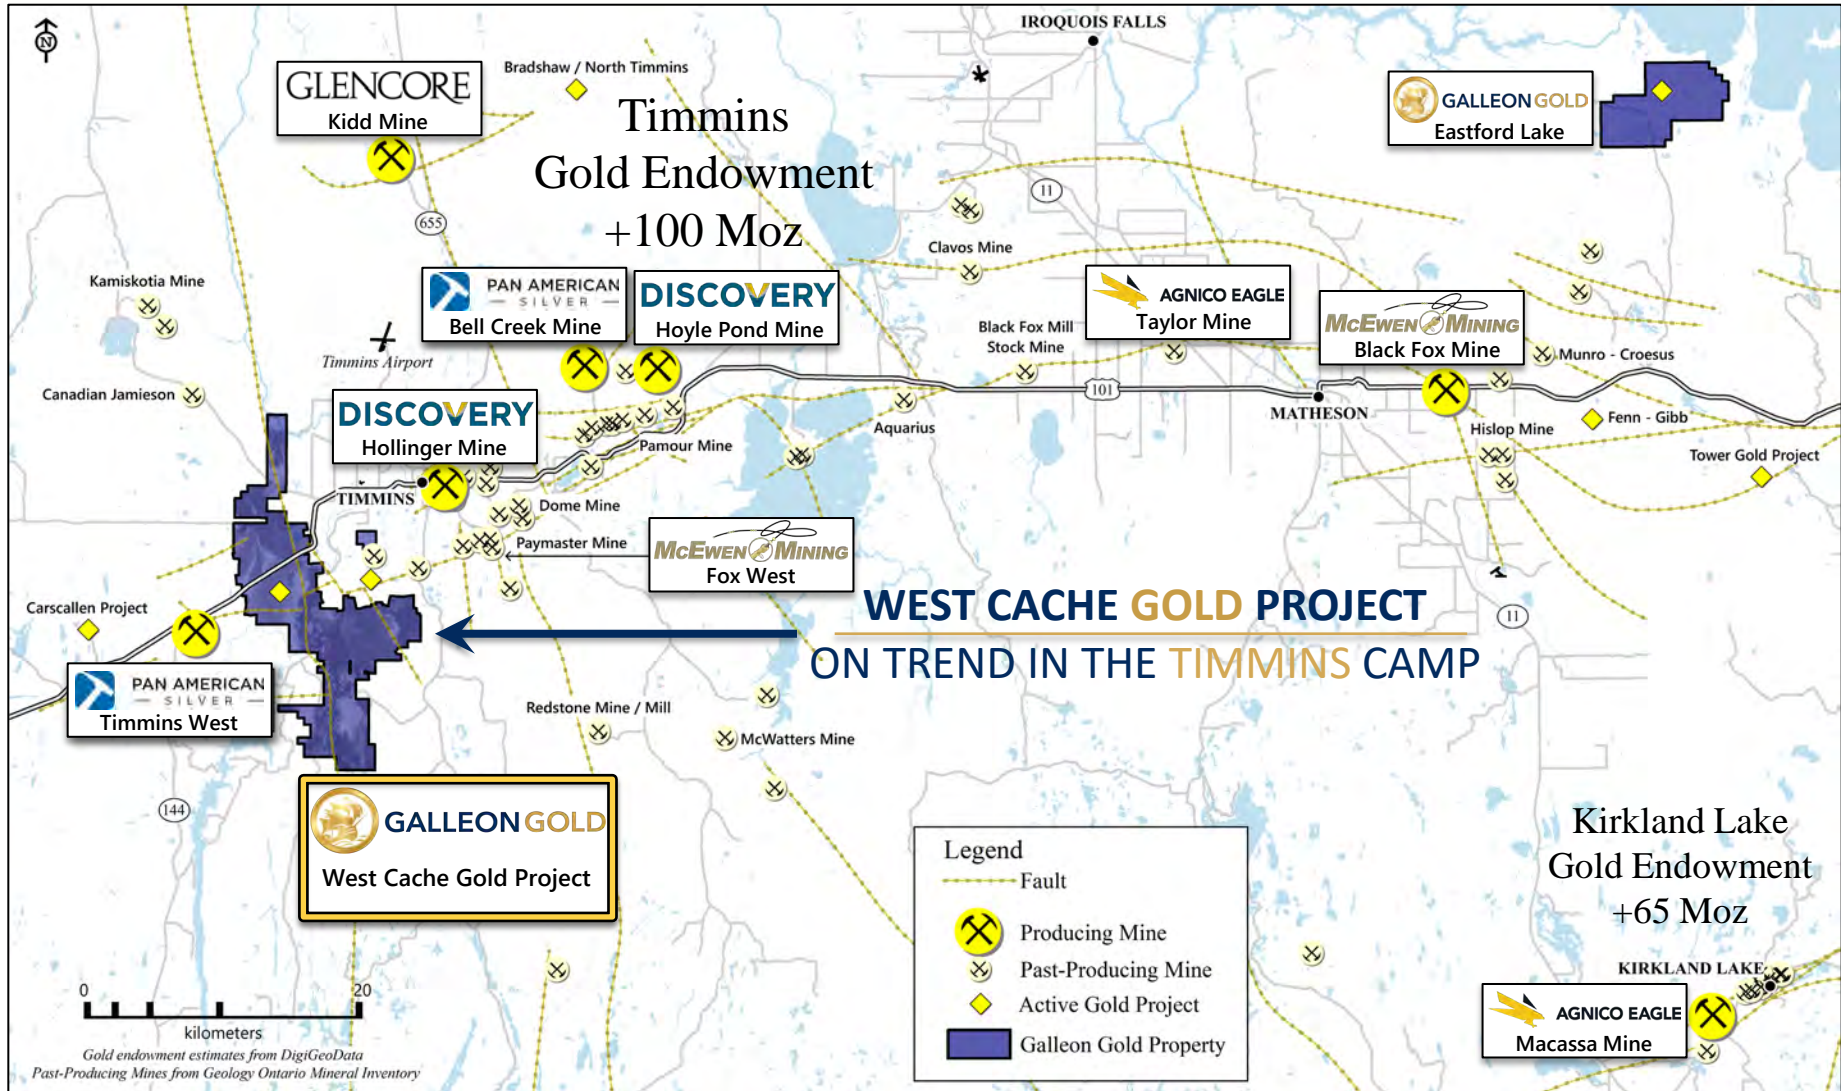 N
IROQUOIS FALLS
GLENCORE
Kidd Mine
Bradshaw / North Timmins
Timmins
Gold Endowment
+100 Moz
GALLEON GOLD
Eastford Lake
11
655
Clavos Mine
Kamiskotia Mine
PAN AMERICAN
— SILVER —
Bell Creek Mine
DISCOVERY
Hoyle Pond Mine
AGNICO EAGLE
Taylor Mine
McEWEN MINING
Black Fox Mine
Black Fox Mill
Stock Mine
Timmins Airport
Munro - Croesus
Canadian Jamieson
101
MATHESON
DISCOVERY
Hollinger Mine
Pamour Mine
Aquarius
Hislop Mine
Fenn - Gibb
Tower Gold Project
TIMMINS
Dome Mine
Paymaster Mine
McEWEN MINING
Fox West
WEST CACHE GOLD PROJECT
ON TREND IN THE TIMMINS CAMP
Carscallen Project
11
PAN AMERICAN
— SILVER —
Timmins West
Redstone Mine / Mill
McWatters Mine
144
GALLEON GOLD
West Cache Gold Project
Kirkland Lake
Gold Endowment
+65 Moz
Legend
Fault
Producing Mine
Past-Producing Mine
Active Gold Project
Galleon Gold Property
KIRKLAND LAKE
AGNICO EAGLE
Macassa Mine
0 20
kilometers
Gold endowment estimates from DigiGeoData
Past-Producing Mines from Geology Ontario Mineral Inventory